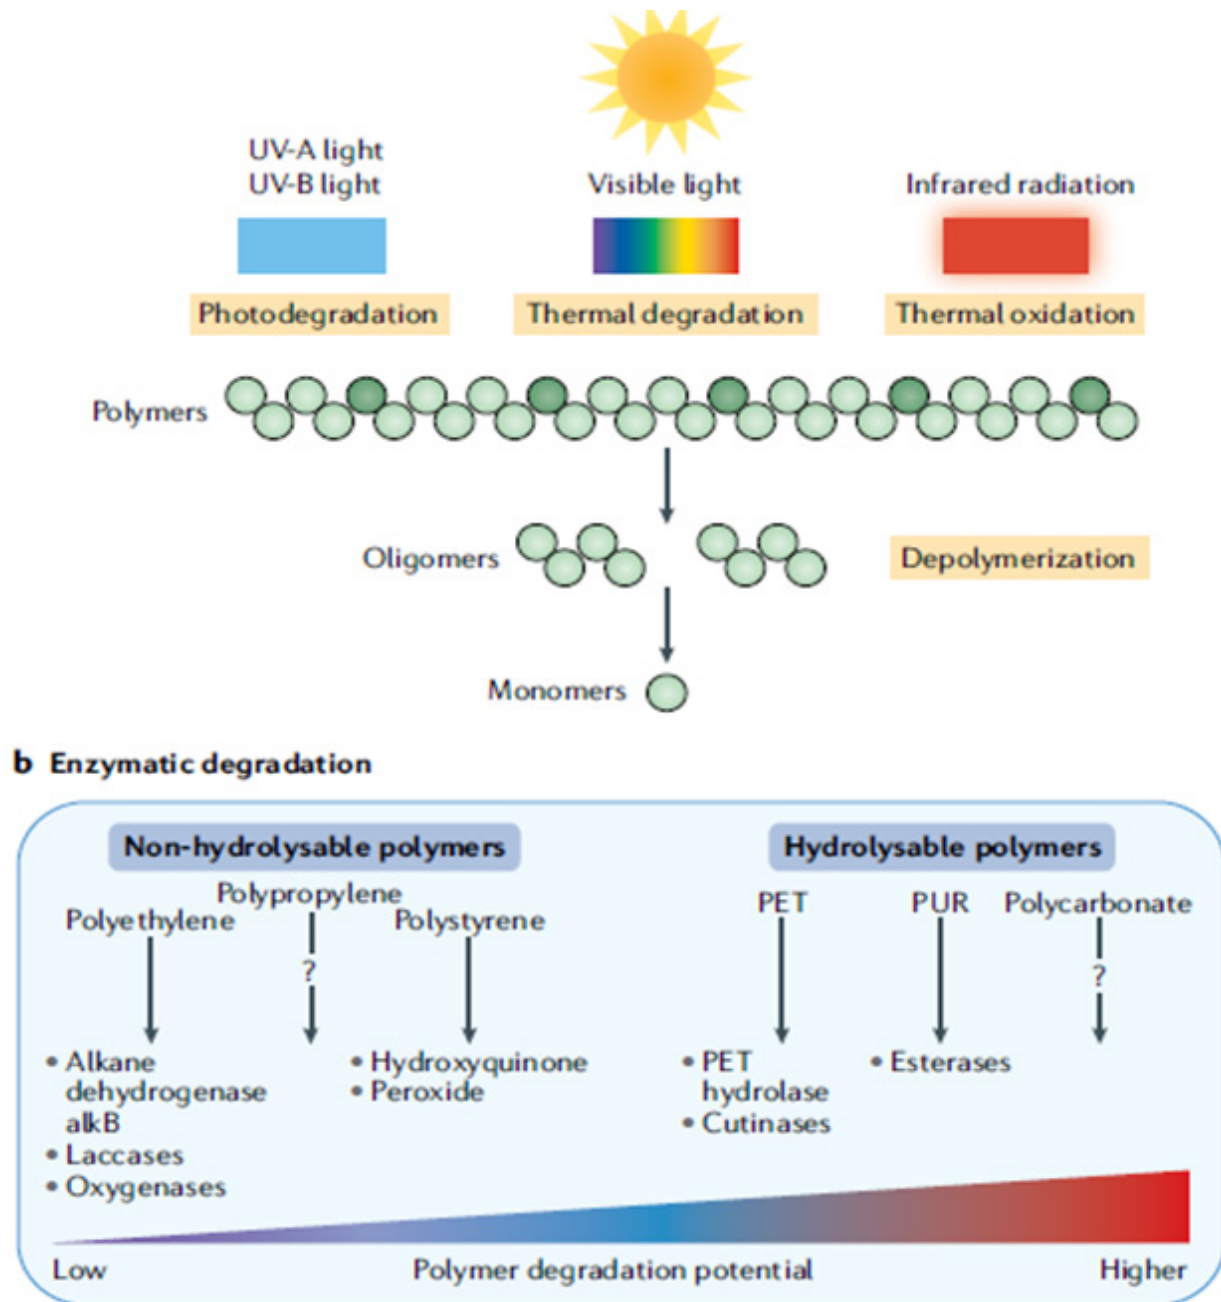 UV-A light
UV-B light
Visible light
Infrared radiation
Photodegradation
Thermal degradation
Thermal oxidation
Polymers
Oligomers
Depolymerization
Monomers
b Enzymatic degradation
Non-hydrolysable polymers
Hydrolysable polymers
Polypropylene
Polyethylene
Polystyrene
PET
PUR
Polycarbonate
?
?
• Alkane
dehydrogenase
alkB
• Laccases
• Oxygenases
• Hydroxyquinone
• Peroxide
• PET
hydrolase
• Cutinases
• Esterases
Low
Polymer degradation potential
Higher